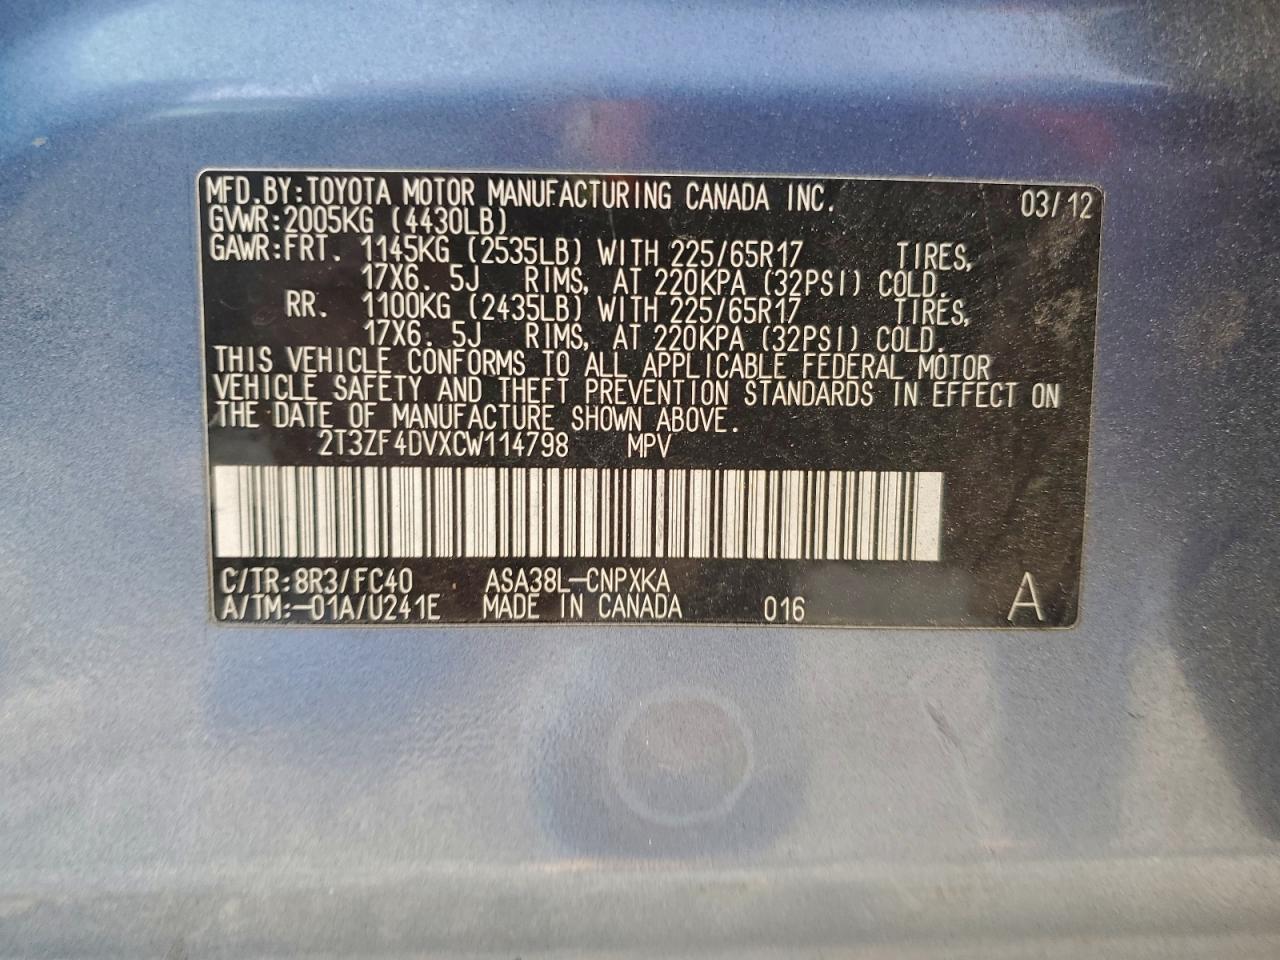 MFD.BY:TOYOTA MOTOR MANUFACTURING CANADA INC. 03/12
GVWR:2005KG (4430LB)
GAWR:FRT. 1145KG (2535LB) WITH 225/65R17 TIRES,
17X6.5J RIMS, AT 220KPA (32PSI) COLD.
RR. 1100KG (2435LB) WITH 225/65R17 TIRES,
17X6.5J RIMS, AT 220KPA (32PSI) COLD.
THIS VEHICLE CONFORMS TO ALL APPLICABLE FEDERAL MOTOR
VEHICLE SAFETY AND THEFT PREVENTION STANDARDS IN EFFECT ON
THE DATE OF MANUFACTURE SHOWN ABOVE.
2T3ZF4DVXCW114798 MPV
C/TR:8R3/FC40 ASA38L-CNPXKA
A/TM:-01A/U241E MADE IN CANADA 016 A